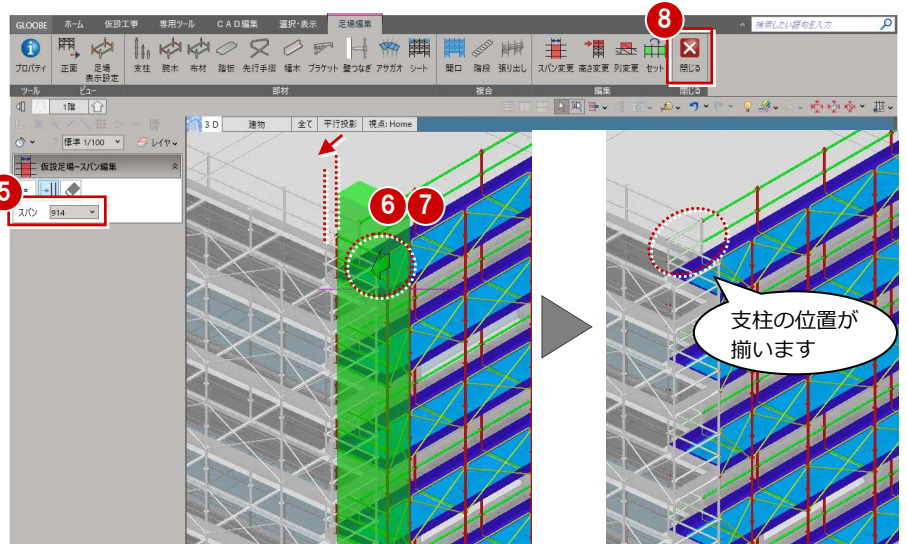 8
GLOOBE ホーム 仮設工事 専用ツール CAD編集 選択・表示 足場編集 検索したい語句を入力
プロパティ 正面 足場 表示設定 支柱 腕木 布材 踏板 先行手摺 幅木 ブラケット 壁つなぎ アサガオ シート 開口 階段 張り出し スパン変更 高さ変更 列変更 セット 閉じる
ツール ビュー 部材 複合 編集 閉じる
1階
3D 建物 全て 平行投影 視点: Home
標準 1/100 レイヤ
仮設足場-スパン編集
5
スパン 914
6 7
支柱の位置が
揃います